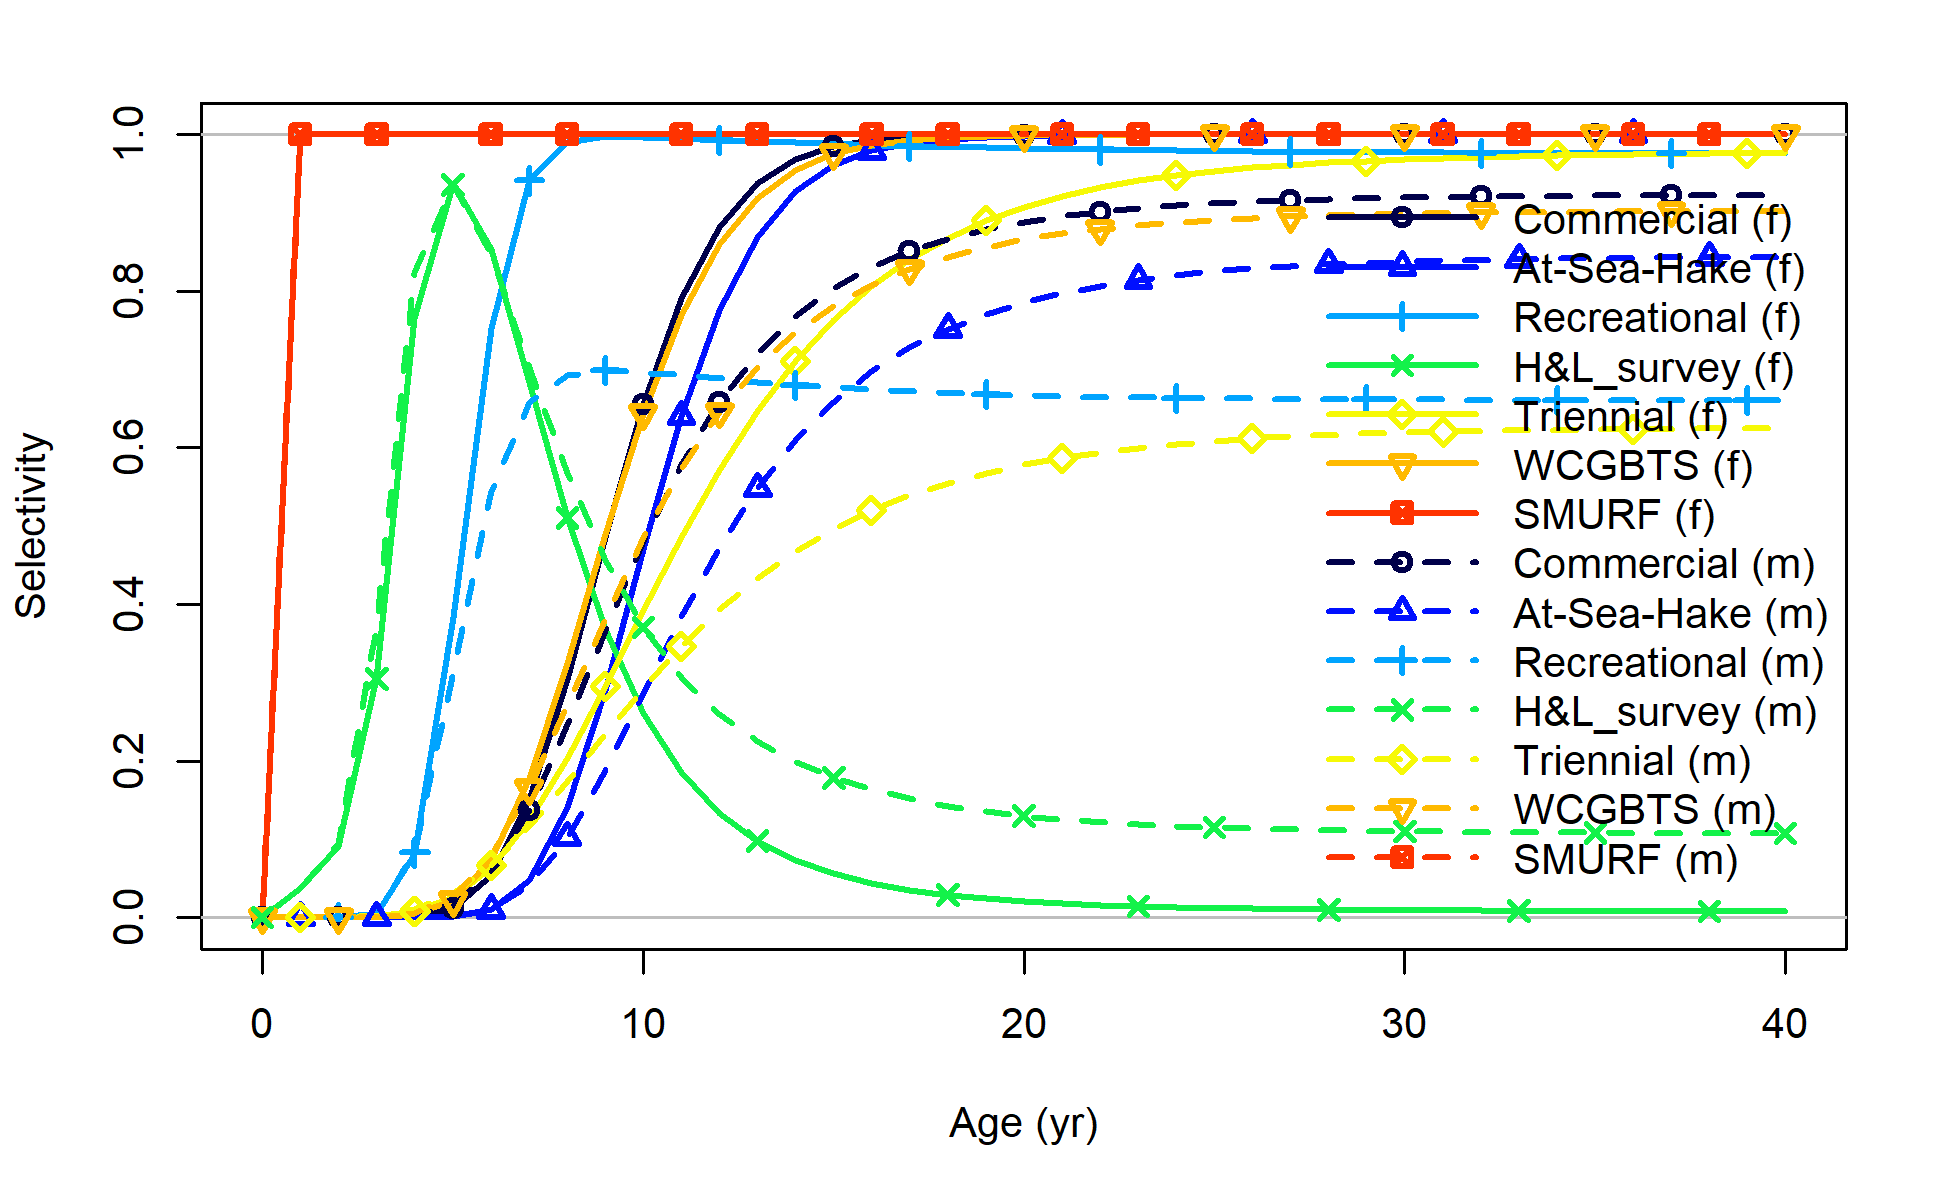 1.0
0.8
0.6
0.4
0.2
0.0
Selectivity
0
10
20
30
40
Age (yr)
Commercial (f)
At-Sea-Hake (f)
Recreational (f)
H&L_survey (f)
Triennial (f)
WCGBTS (f)
SMURF (f)
Commercial (m)
At-Sea-Hake (m)
Recreational (m)
H&L_survey (m)
Triennial (m)
WCGBTS (m)
SMURF (m)